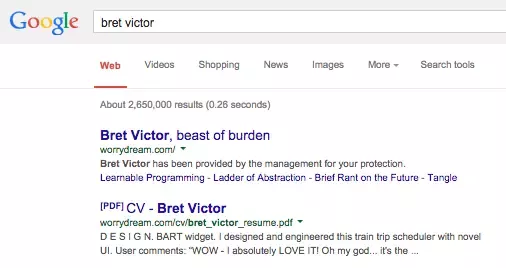 Google bret victor
Web Videos Shopping News Images More Search tools
About 2,650,000 results (0.26 seconds)
Bret Victor, beast of burden
worrydream.com/
Bret Victor has been provided by the management for your protection.
Learnable Programming - Ladder of Abstraction - Brief Rant on the Future - Tangle
[PDF] CV - Bret Victor
worrydream.com/cv/bret_victor_resume.pdf
D E S I G N. BART widget. I designed and engineered this train trip scheduler with novel
UI. User comments: "WOW - I absolutely LOVE IT! Oh my god... it's the ...